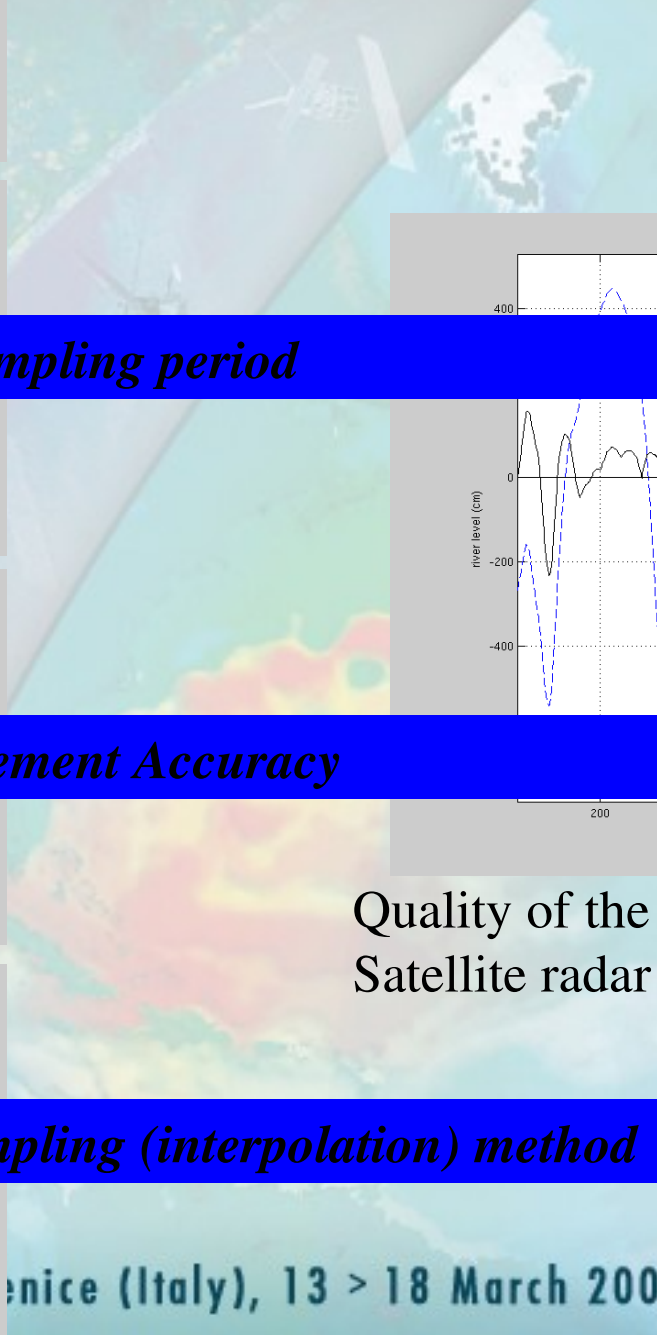 400
mpling period
0
river level (cm)
-200
-400
ement Accuracy
200
Quality of the
Satellite radar
mpling (interpolation) method
enice (Italy), 13 > 18 March 200